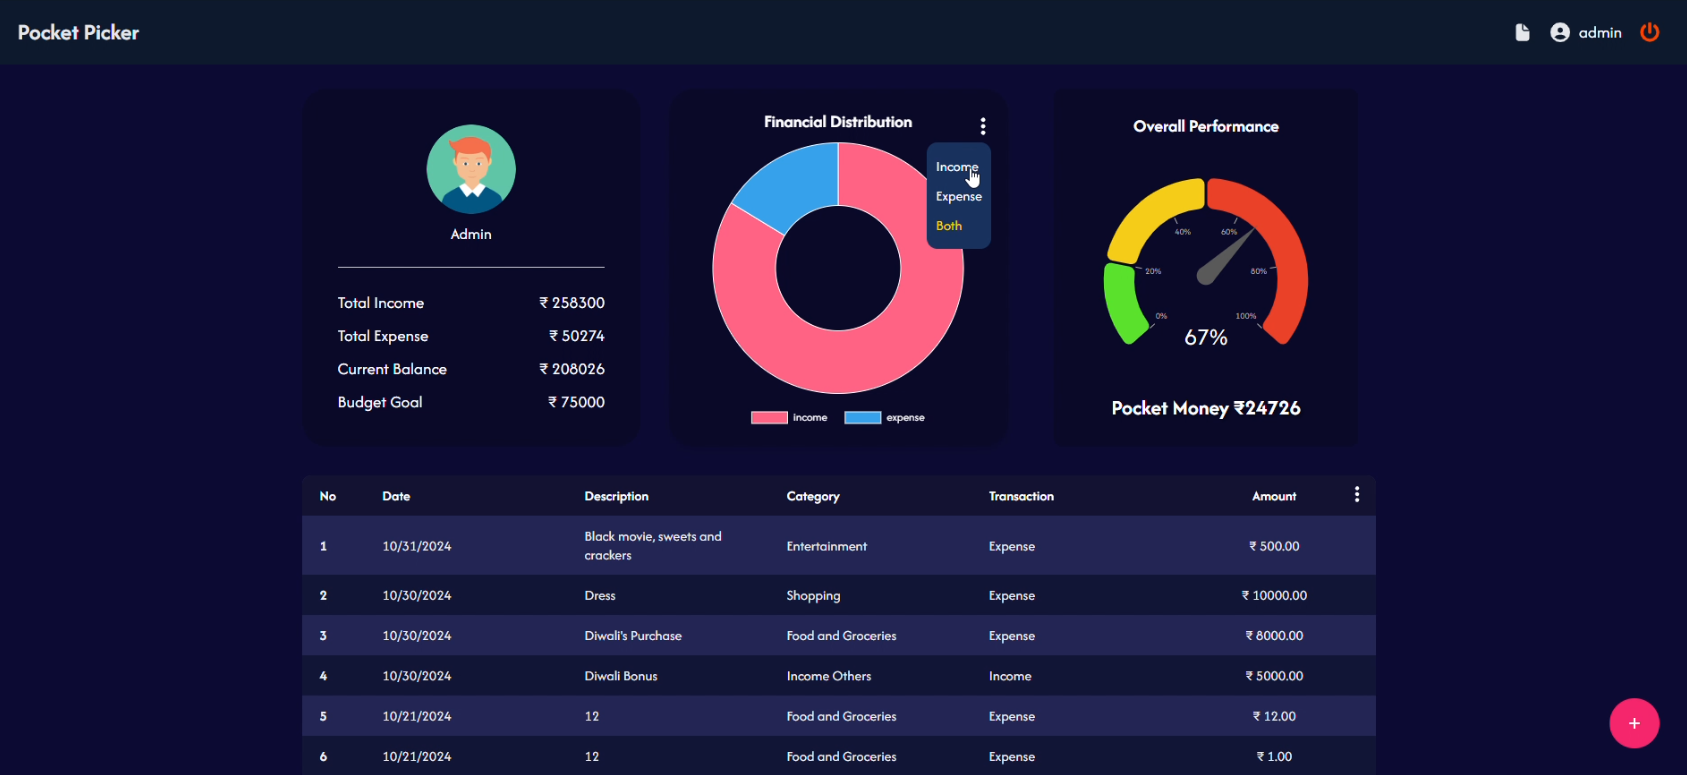 Pocket Picker
admin
Admin
Total Income ₹ 258300
Total Expense ₹ 50274
Current Balance ₹ 208026
Budget Goal ₹ 75000
Financial Distribution
Income
Expense
Both
income expense
Overall Performance
0%
20%
40%
60%
80%
100%
67%
Pocket Money ₹24726
No Date Description Category Transaction Amount
1 10/31/2024 Black movie, sweets and crackers Entertainment Expense ₹ 500.00
2 10/30/2024 Dress Shopping Expense ₹ 10000.00
3 10/30/2024 Diwali's Purchase Food and Groceries Expense ₹ 8000.00
4 10/30/2024 Diwali Bonus Income Others Income ₹ 5000.00
5 10/21/2024 12 Food and Groceries Expense ₹ 12.00
6 10/21/2024 12 Food and Groceries Expense ₹ 1.00
+